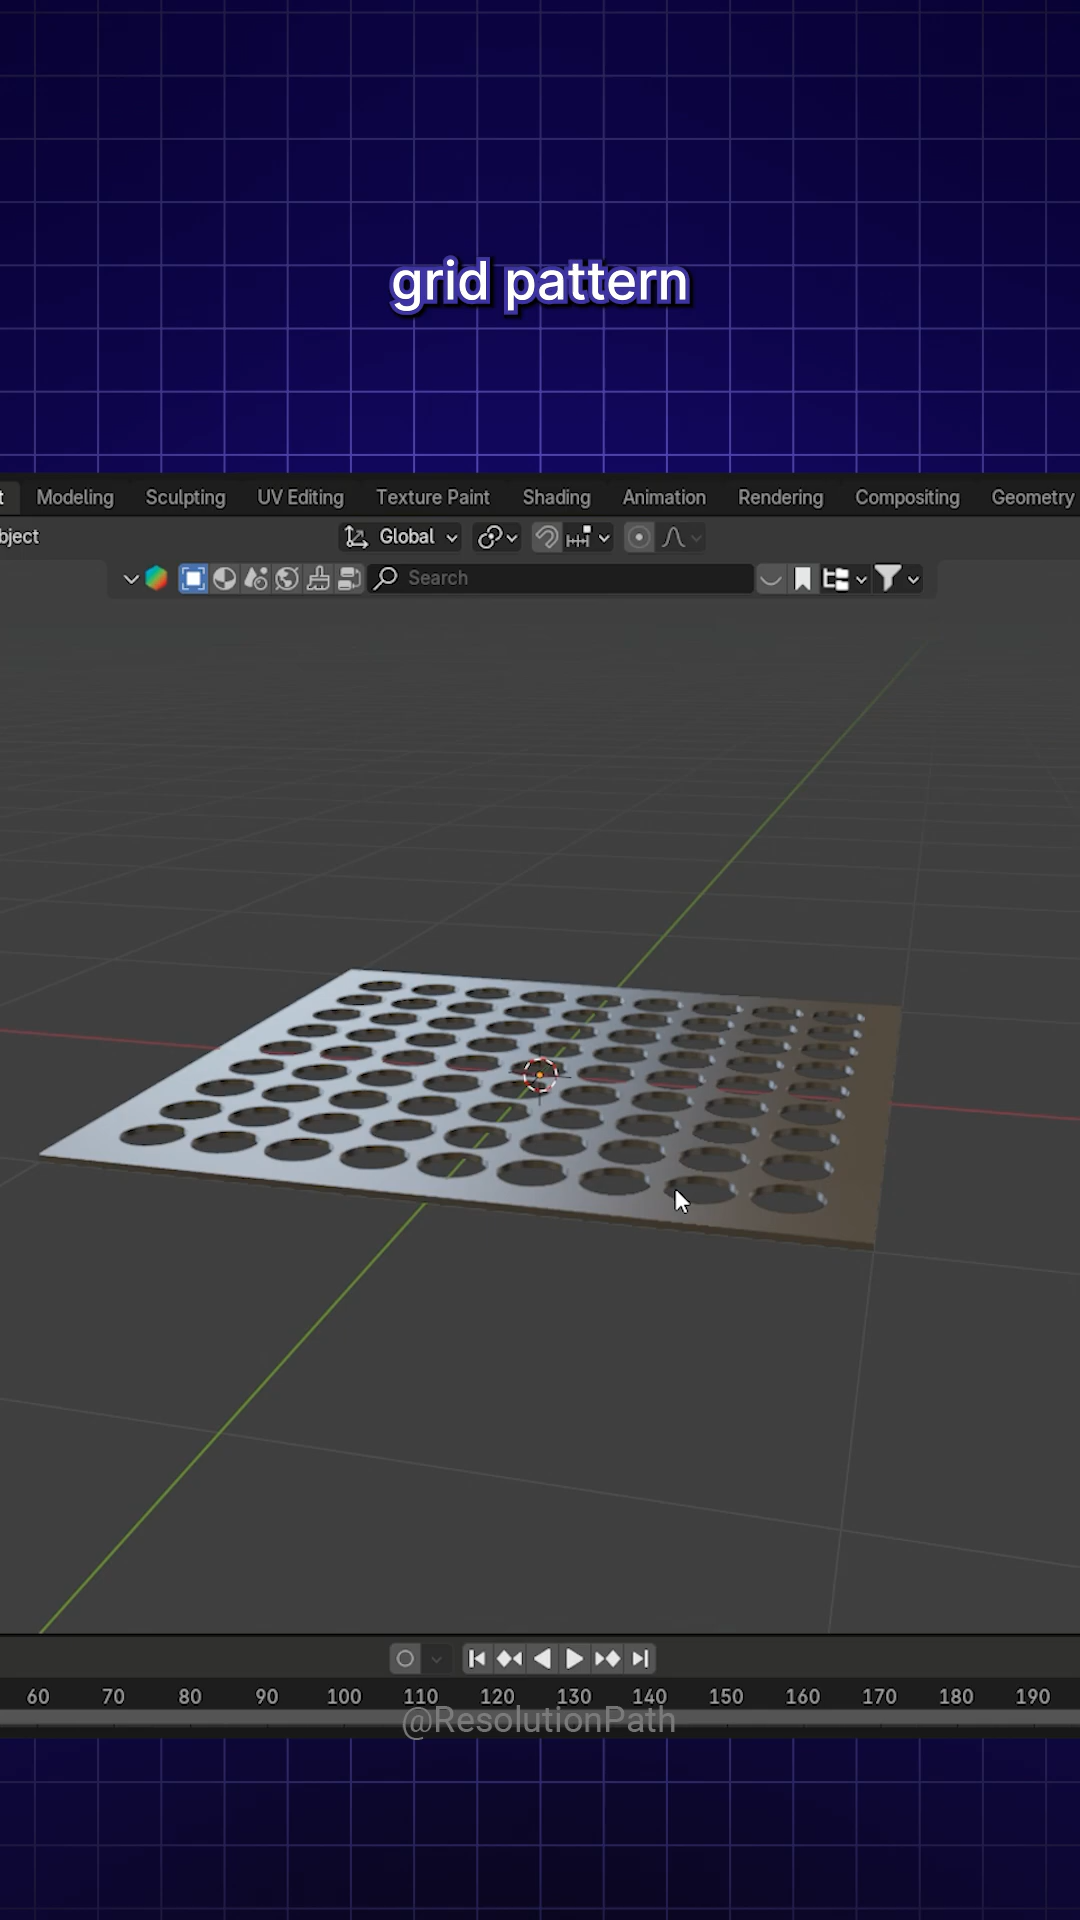 grid pattern
t Modeling Sculpting UV Editing Texture Paint Shading Animation Rendering Compositing Geometry
bject Global
Search
60 70 80 90 100 110 120 130 140 150 160 170 180 190
@ResolutionPath